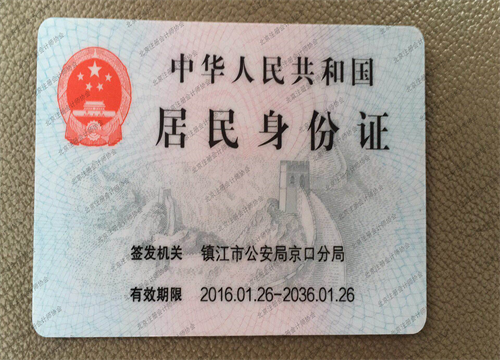 中华人民共和国
居民身份证
签发机关 镇江市公安局京口分局
有效期限 2016.01.26-2036.01.26